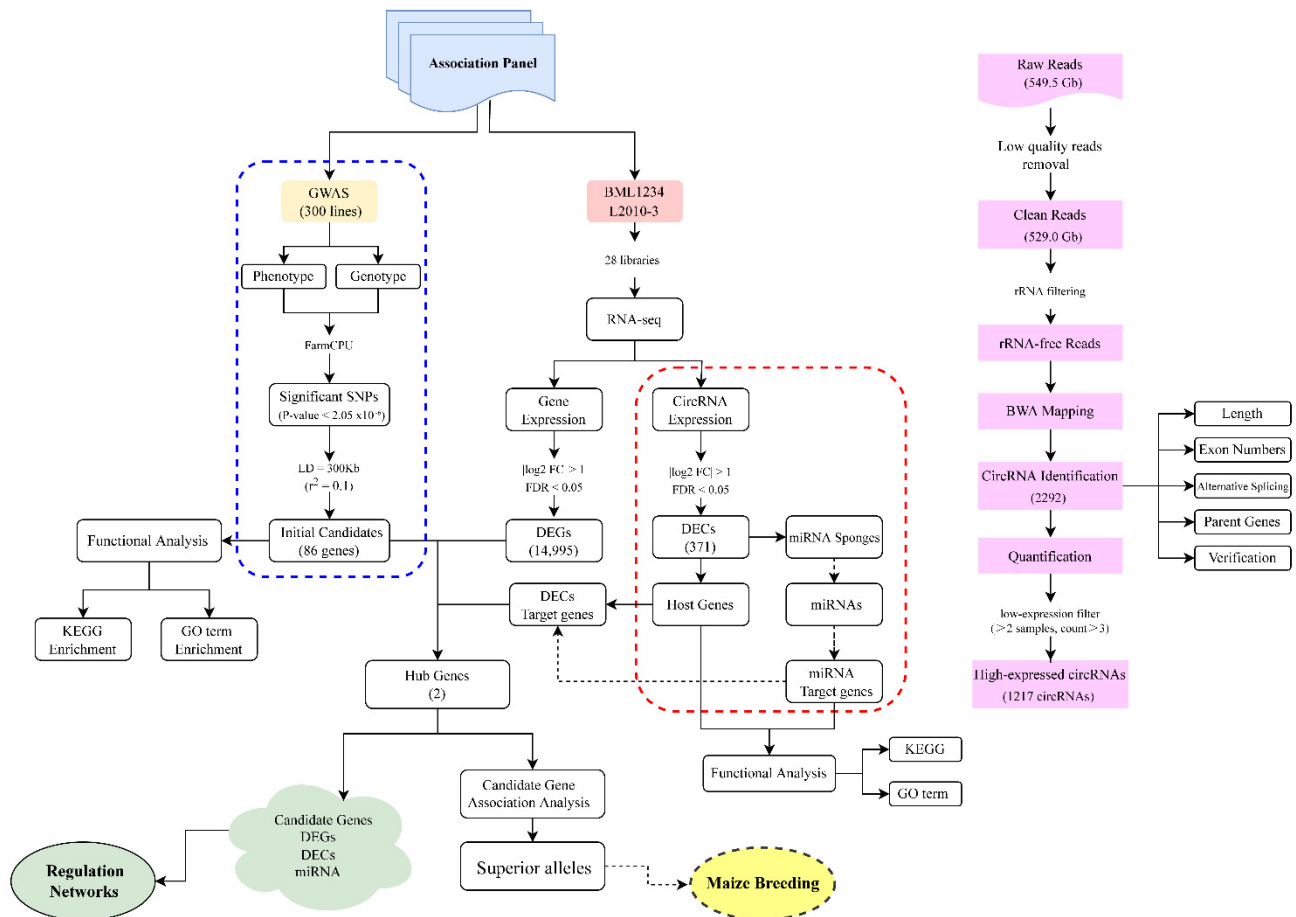 Association Panel
GWAS
(300 lines)
Phenotype
Genotype
FarmCPU
Significant SNPs
(P-value < 2.05 x10⁻⁶)
LD = 300Kb
(r² = 0.1)
Initial Candidates
(86 genes)
Functional Analysis
KEGG
Enrichment
GO term
Enrichment
BML1234
L2010-3
28 libraries
RNA-seq
Gene
Expression
|log2 FC > 1
FDR < 0.05
DEGs
(14,995)
CircRNA
Expression
|log2 FC| > 1
FDR < 0.05
DECs
(371)
miRNA Sponges
Host Genes
miRNAs
miRNA
Target genes
DECs
Target genes
Hub Genes
(2)
Functional Analysis
KEGG
GO term
Candidate Gene
Association Analysis
Superior alleles
Maize Breeding
Candidate Genes
DEGs
DECs
miRNA
Regulation
Networks
Raw Reads
(549.5 Gb)
Low quality reads
removal
Clean Reads
(529.0 Gb)
rRNA filtering
rRNA-free Reads
BWA Mapping
CircRNA Identification
(2292)
Length
Exon Numbers
Alternative Splicing
Parent Genes
Verification
Quantification
low-expression filter
(>2 samples, count>3)
High-expressed circRNAs
(1217 circRNAs)